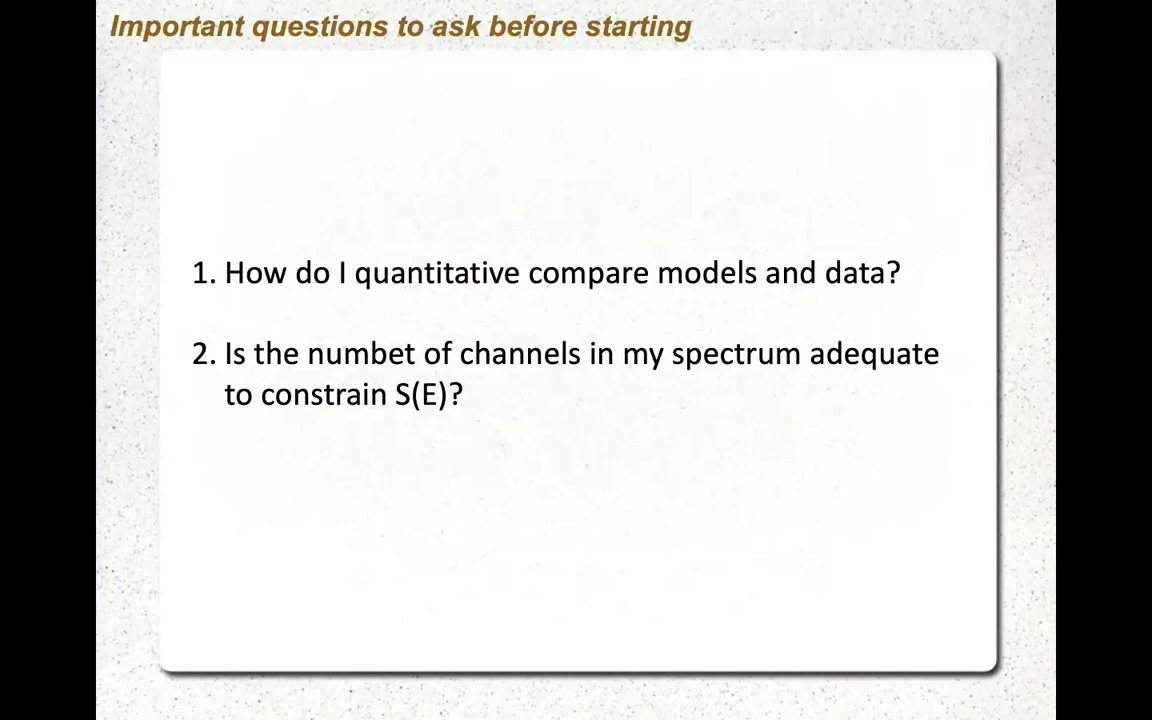 Important questions to ask before starting
1. How do I quantitative compare models and data?
2. Is the numbet of channels in my spectrum adequate
to constrain S(E)?